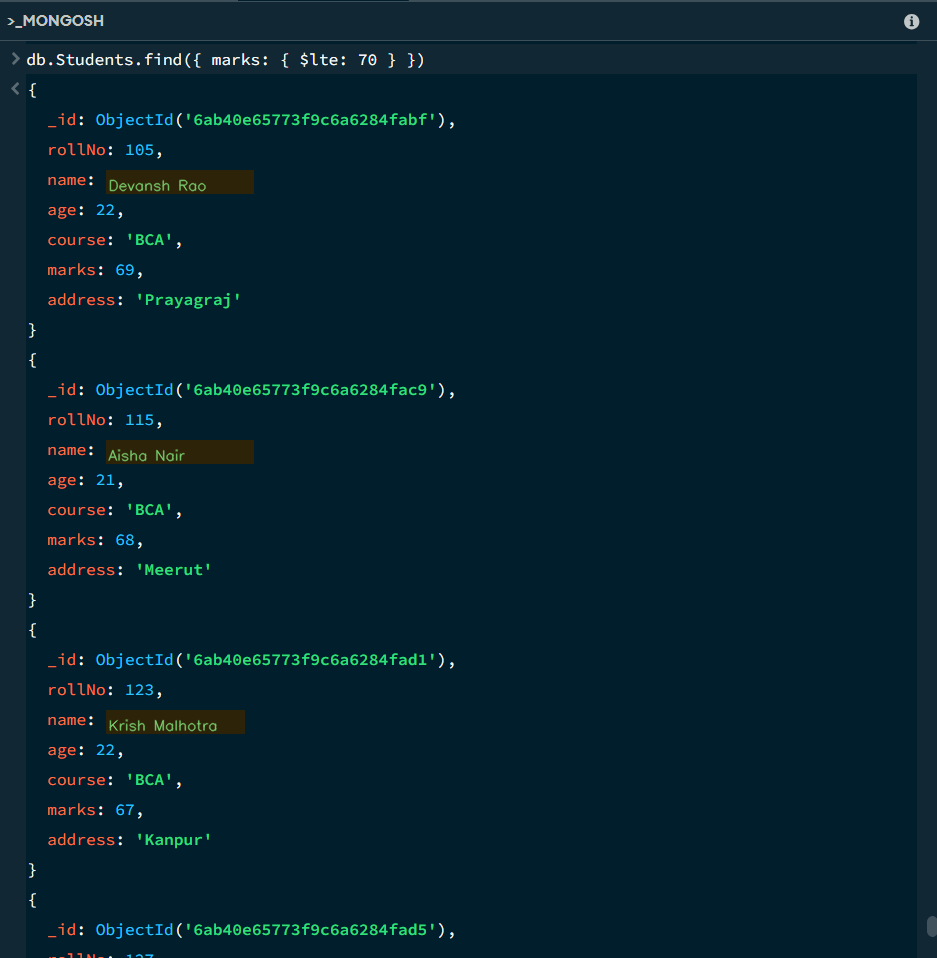 >_MONGOSH
> db.Students.find({ marks: { $lte: 70 } })
< {
_id: ObjectId('6ab40e65773f9c6a6284fabf'),
rollNo: 105,
name: Devansh Rao
age: 22,
course: 'BCA',
marks: 69,
address: 'Prayagraj'
}
{
_id: ObjectId('6ab40e65773f9c6a6284fac9'),
rollNo: 115,
name: Aisha Nair
age: 21,
course: 'BCA',
marks: 68,
address: 'Meerut'
}
{
_id: ObjectId('6ab40e65773f9c6a6284fad1'),
rollNo: 123,
name: Krish Malhotra
age: 22,
course: 'BCA',
marks: 67,
address: 'Kanpur'
}
{
_id: ObjectId('6ab40e65773f9c6a6284fad5'),